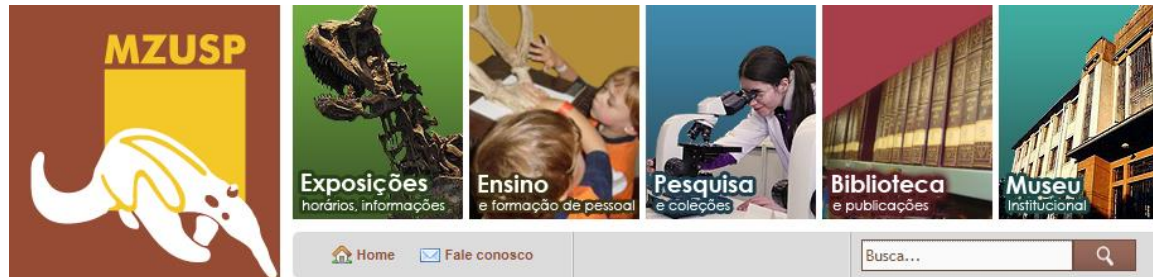 MZUSP
Exposições
horários, informações
Ensino
e formação de pessoal
Pesquisa
e coleções
Biblioteca
e publicações
Museu
Institucional
Home
Fale conosco
Busca...